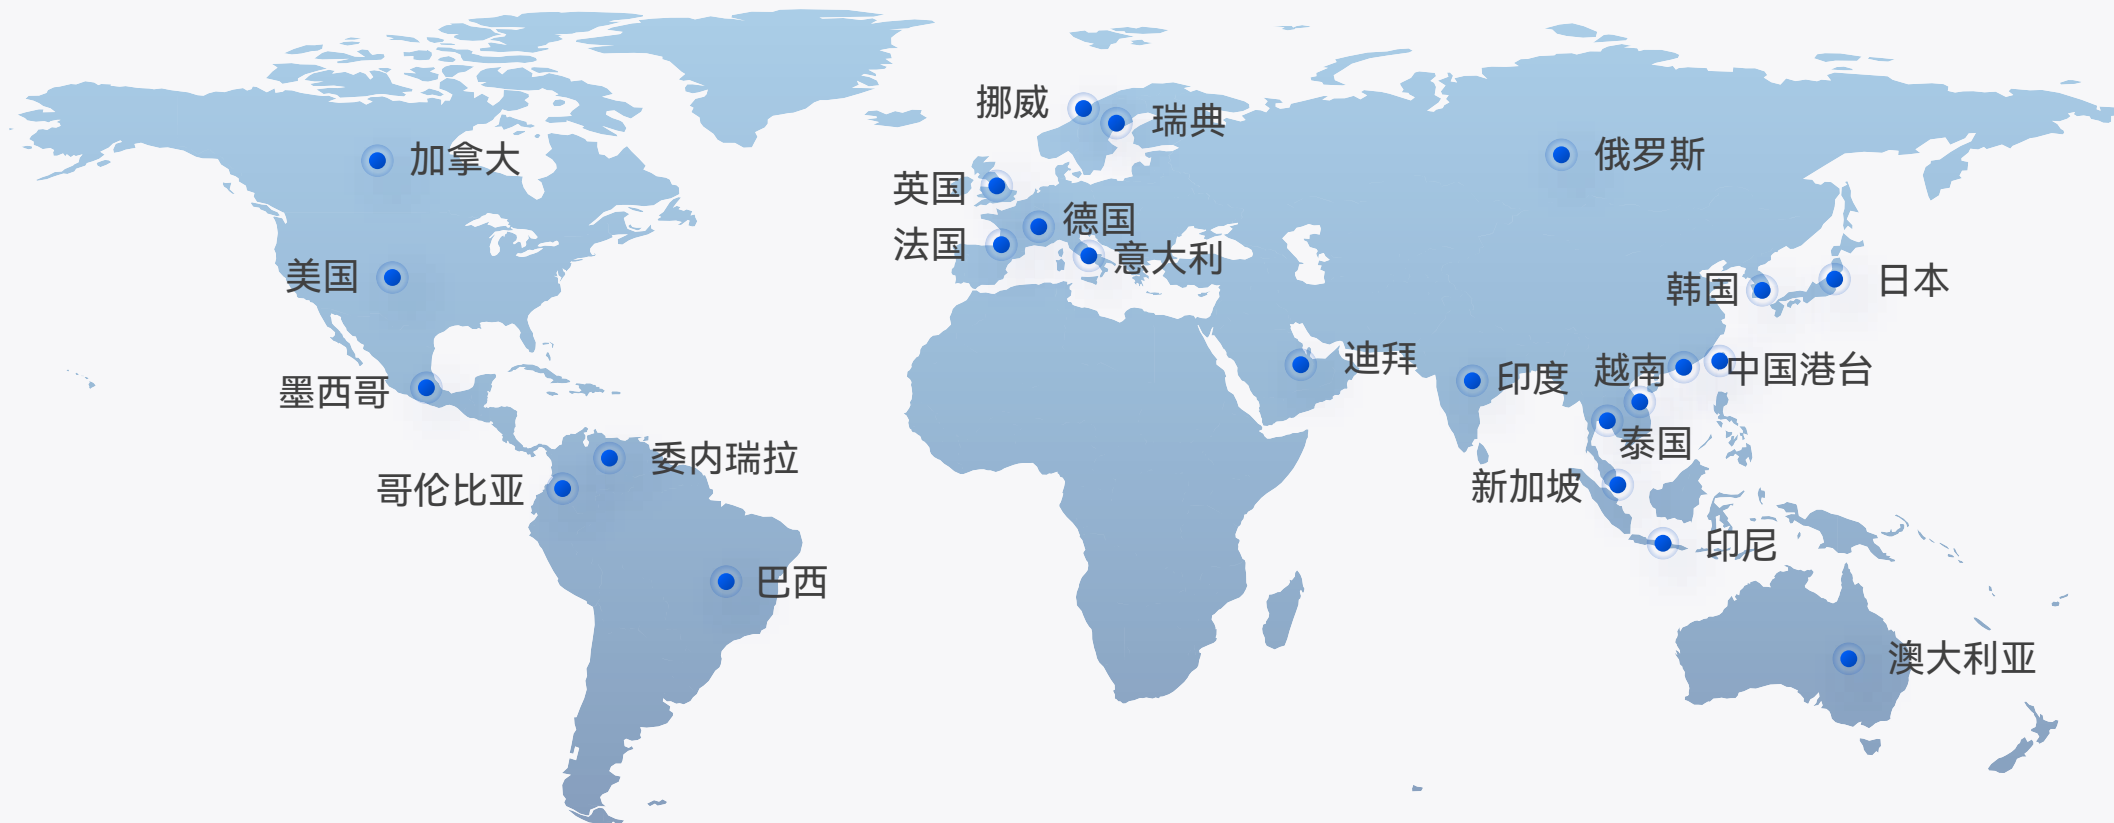 挪威
瑞典
加拿大
俄罗斯
英国
德国
法国
意大利
美国
韩国
日本
墨西哥
迪拜
印度
越南
中国港台
泰国
委内瑞拉
哥伦比亚
新加坡
印尼
巴西
澳大利亚